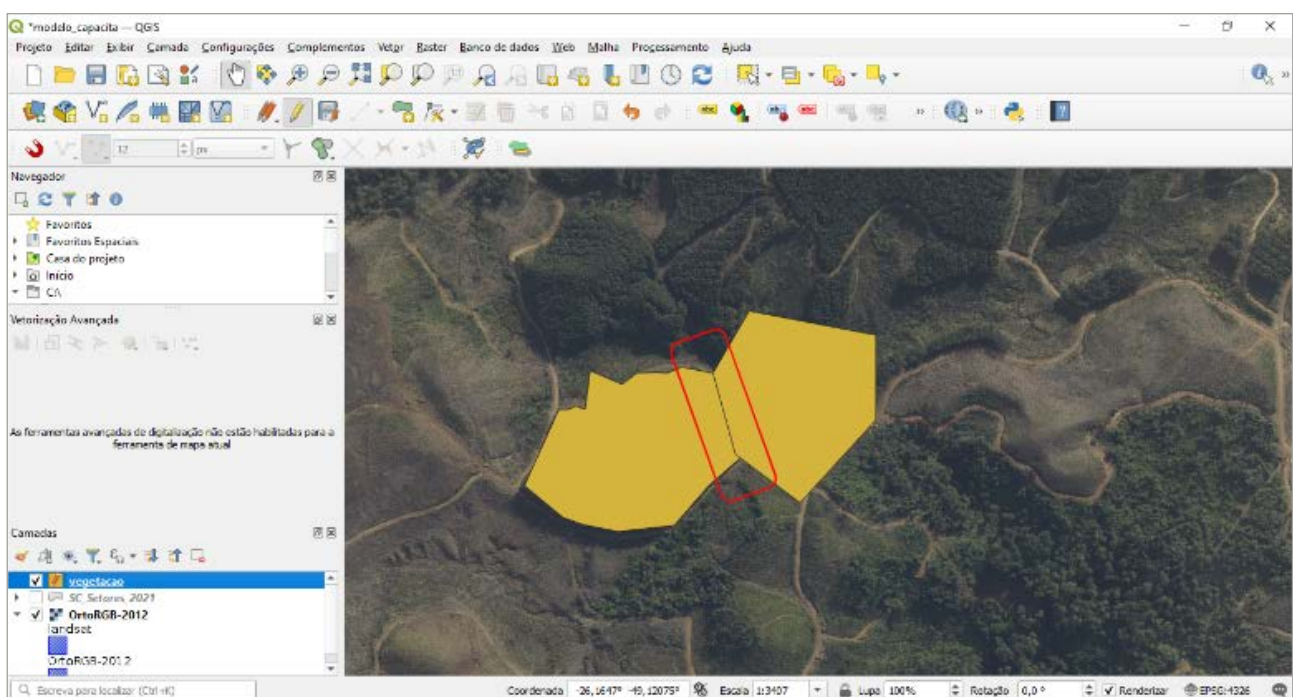 *modelo_capacita — QGIS
Projeto Editar Exibir Camada Configurações Complementos Vetor Raster Banco de dados Web Malha Processamento Ajuda
12 px
Navegador
Favoritos
Favoritos Espaciais
Casa do projeto
Início
C:\
Vetorização Avançada
As ferramentas avançadas de digitalização não estão habilitadas para a
ferramenta de mapa atual
Camadas
vegetacao
SC_Setores_2021
OrtoRGB-2012
landset
OrtoRGB-2012
Escreva para localizar (Ctrl+K)
Coordenada -26,1647° -49,12075° Escala 1:3407 Lupa 100% Rotação 0,0 ° Renderizar EPSG:4326